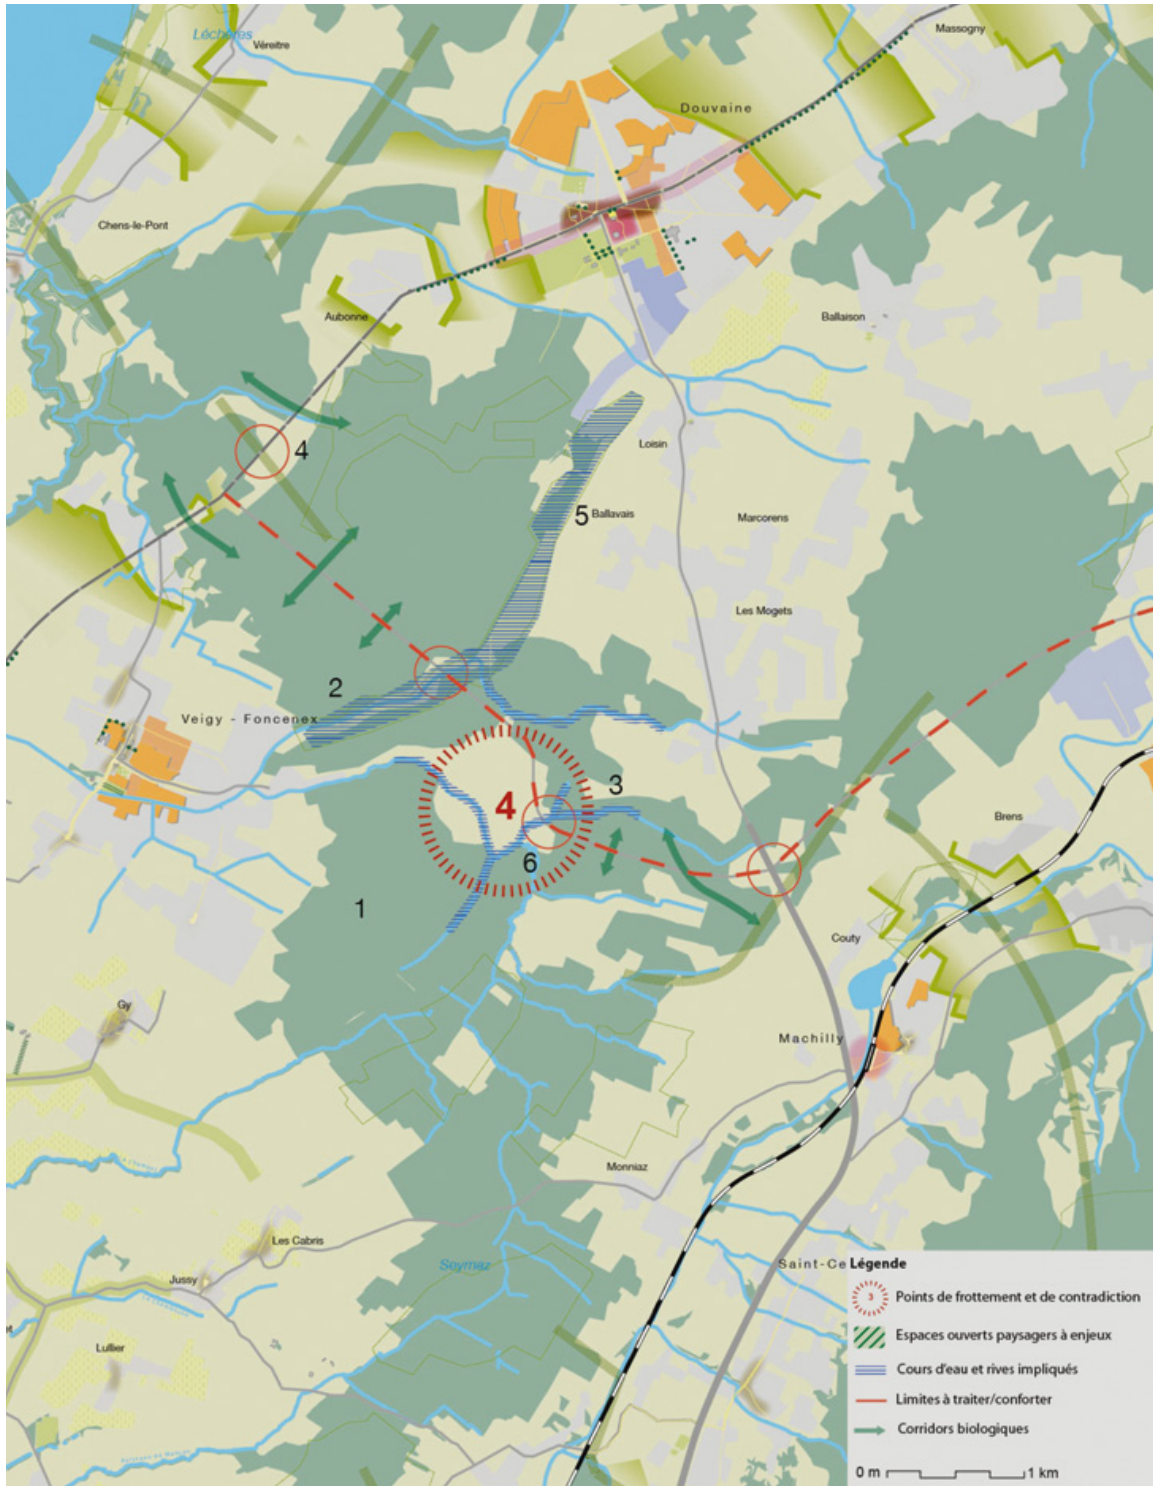 Léchères
Véreitre
Massogny
Douvaine
Chens-le-Pont
Aubonne
Ballaison
4
Loisin
5
Ballavais
Marcorens
Les Mogets
2
Veigy - Foncenex
3
4
Brens
6
1
Couty
Gy
Machilly
Monniaz
Les Cabris
Seymaz
Jussy
Saint-Ce
Légende
3
Points de frottement et de contradiction
Espaces ouverts paysagers à enjeux
Lullier
Cours d'eau et rives impliqués
Limites à traiter/conforter
Corridors biologiques
0 m
1 km